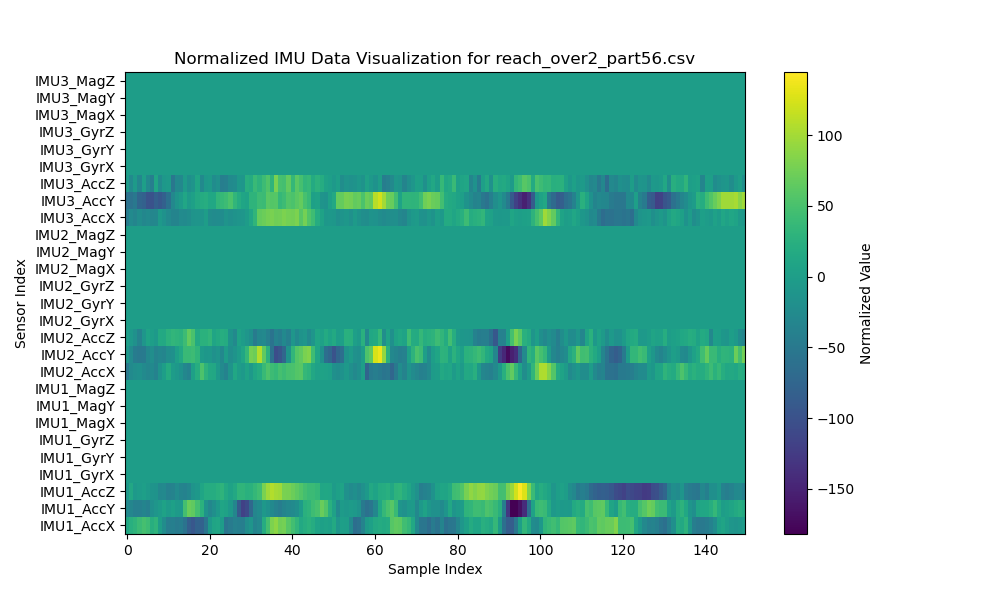 Normalized IMU Data Visualization for reach_over2_part56.csv
IMU3_MagZ
IMU3_MagY
IMU3_MagX
IMU3_GyrZ
IMU3_GyrY
IMU3_GyrX
IMU3_AccZ
IMU3_AccY
IMU3_AccX
IMU2_MagZ
IMU2_MagY
IMU2_MagX
IMU2_GyrZ
IMU2_GyrY
IMU2_GyrX
IMU2_AccZ
IMU2_AccY
IMU2_AccX
IMU1_MagZ
IMU1_MagY
IMU1_MagX
IMU1_GyrZ
IMU1_GyrY
IMU1_GyrX
IMU1_AccZ
IMU1_AccY
IMU1_AccX
Sensor Index
0 20 40 60 80 100 120 140
Sample Index
100
50
0
−50
−100
−150
Normalized Value